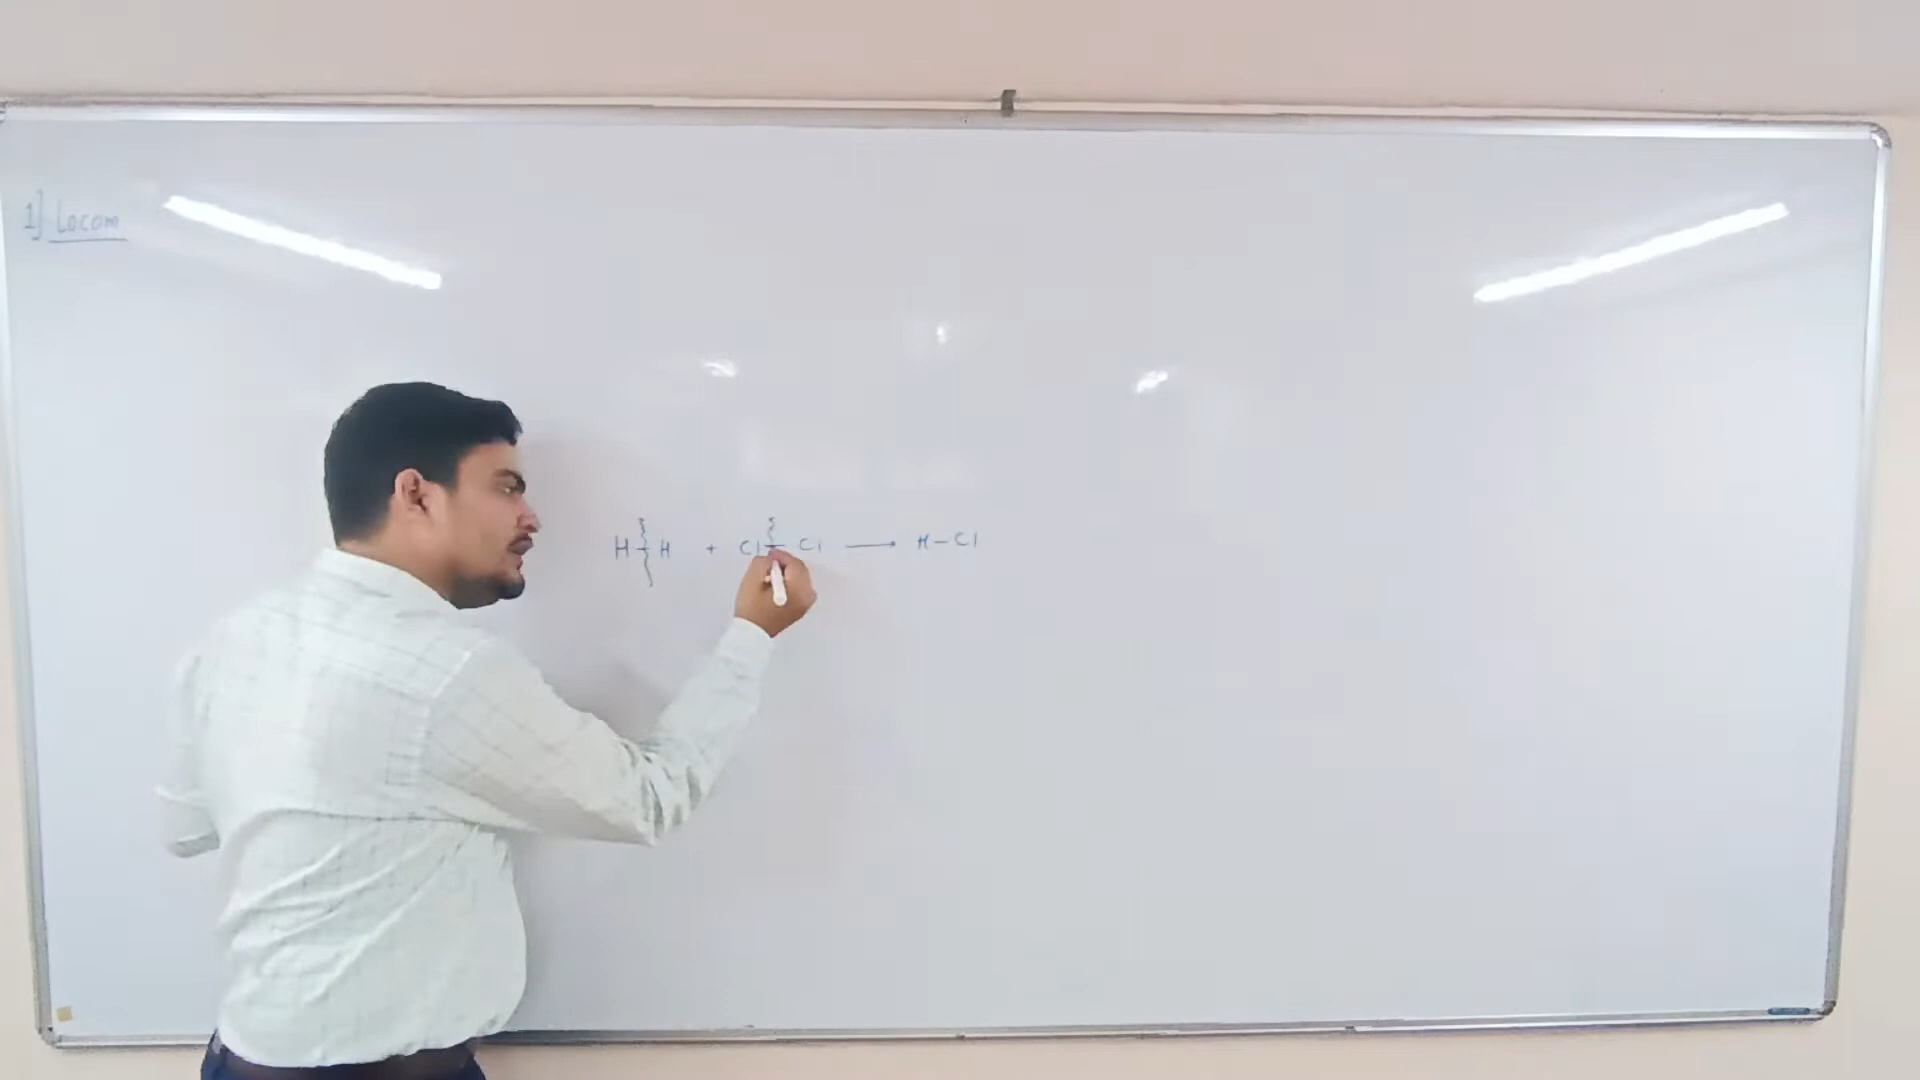 1] Locom
H-H + Cl-Cl → H-Cl